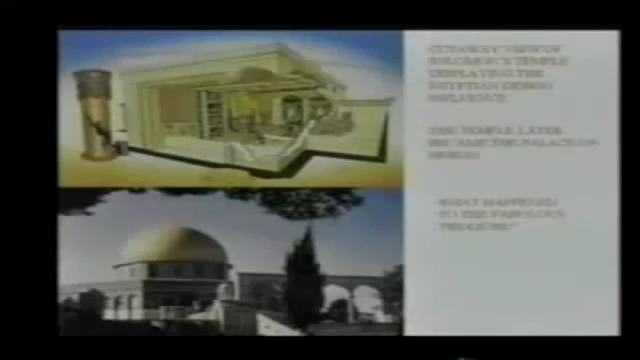 CUTAWAY VIEW OF
SOLOMON'S TEMPLE
DISPLAYING THE
EGYPTIAN DESIGN
INFLUENCE
THE TEMPLE LATER
BECAME THE PALACE OF
WHAT HAPPENED
TO THE FABULOUS
TREASURE"